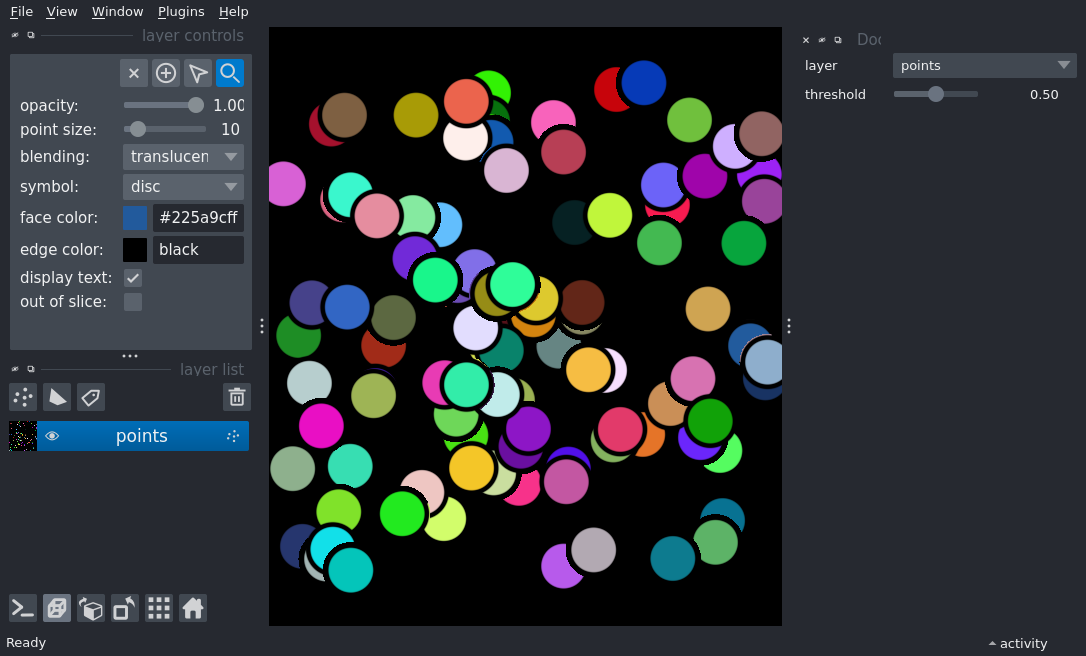 File View Window Plugins Help
layer controls
opacity: 1.00
point size: 10
blending: translucen
symbol: disc
face color: #225a9cff
edge color: black
display text:
out of slice:
layer list
points
Doc
layer points
threshold 0.50
Ready
activity